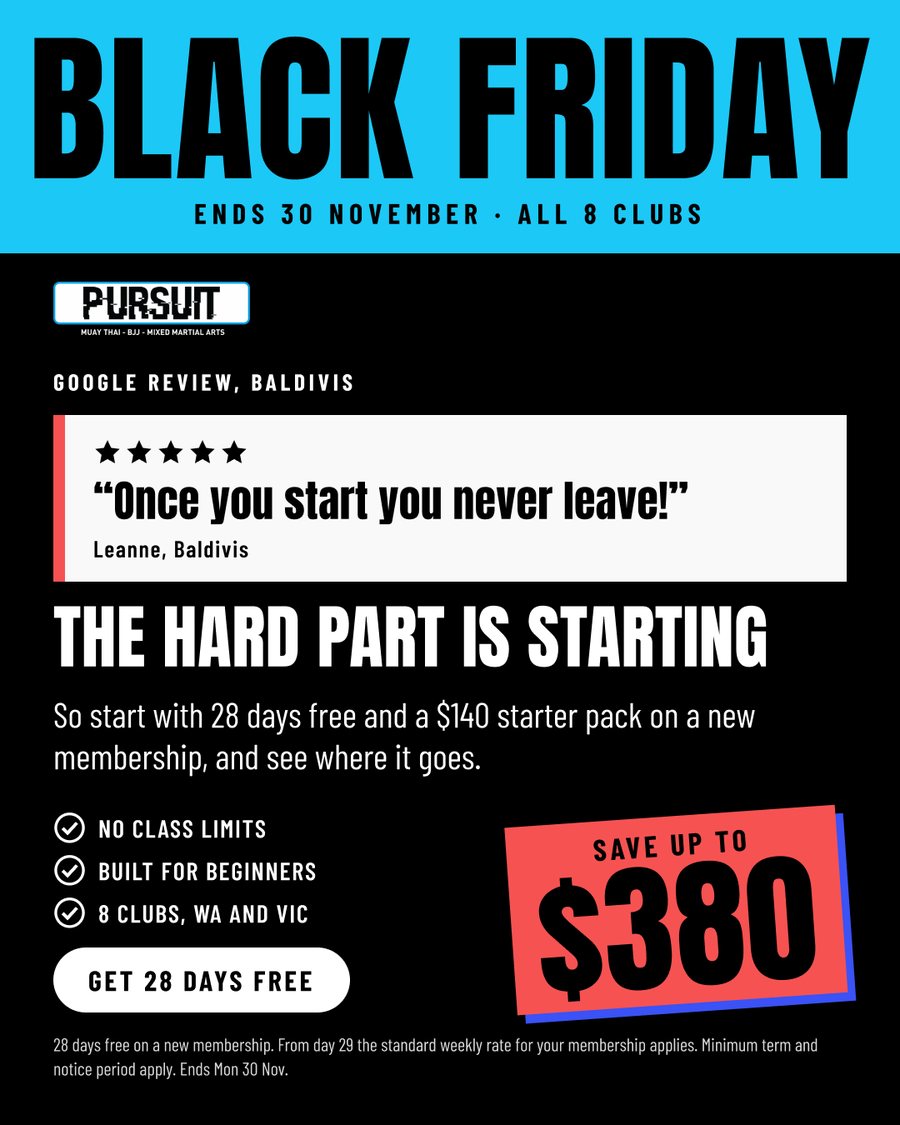 BLACK FRIDAY
ENDS 30 NOVEMBER · ALL 8 CLUBS
PURSUIT
MUAY THAI - BJJ - MIXED MARTIAL ARTS
GOOGLE REVIEW, BALDIVIS
★★★★★
“Once you start you never leave!”
Leanne, Baldivis
THE HARD PART IS STARTING
So start with 28 days free and a $140 starter pack on a new
membership, and see where it goes.
NO CLASS LIMITS
BUILT FOR BEGINNERS
8 CLUBS, WA AND VIC
SAVE UP TO
$380
GET 28 DAYS FREE
28 days free on a new membership. From day 29 the standard weekly rate for your membership applies. Minimum term and
notice period apply. Ends Mon 30 Nov.